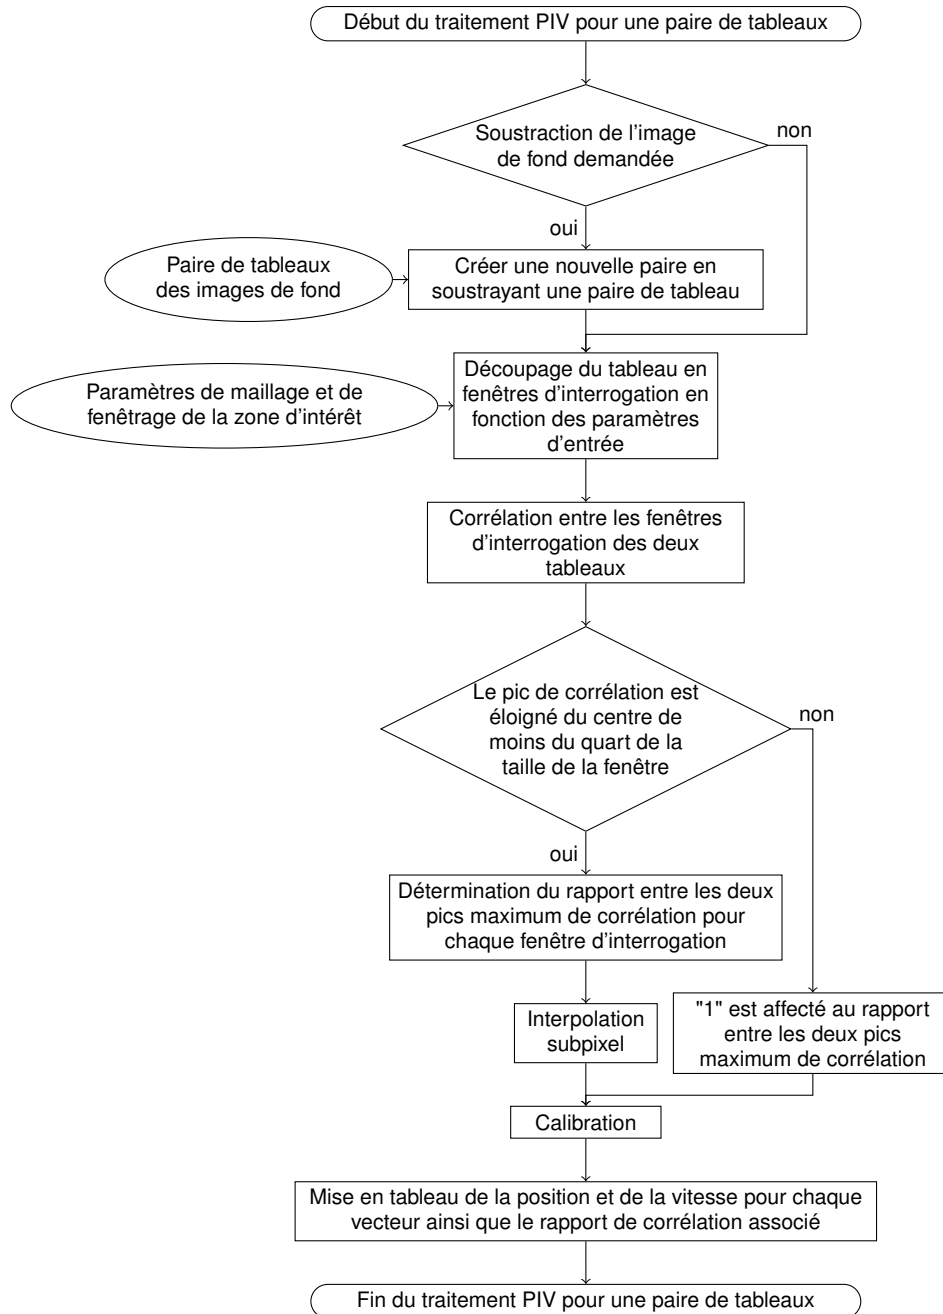 Début du traitement PIV pour une paire de tableaux
Soustraction de l'image
de fond demandée
non
oui
Paire de tableaux
des images de fond
Créer une nouvelle paire en
soustrayant une paire de tableau
Paramètres de maillage et de
fenêtrage de la zone d'intérêt
Découpage du tableau en
fenêtres d'interrogation en
fonction des paramètres
d'entrée
Corrélation entre les fenêtres
d'interrogation des deux
tableaux
Le pic de corrélation est
éloigné du centre de
moins du quart de la
taille de la fenêtre
non
oui
Détermination du rapport entre les deux
pics maximum de corrélation pour
chaque fenêtre d'interrogation
Interpolation
subpixel
"1" est affecté au rapport
entre les deux pics
maximum de corrélation
Calibration
Mise en tableau de la position et de la vitesse pour chaque
vecteur ainsi que le rapport de corrélation associé
Fin du traitement PIV pour une paire de tableaux